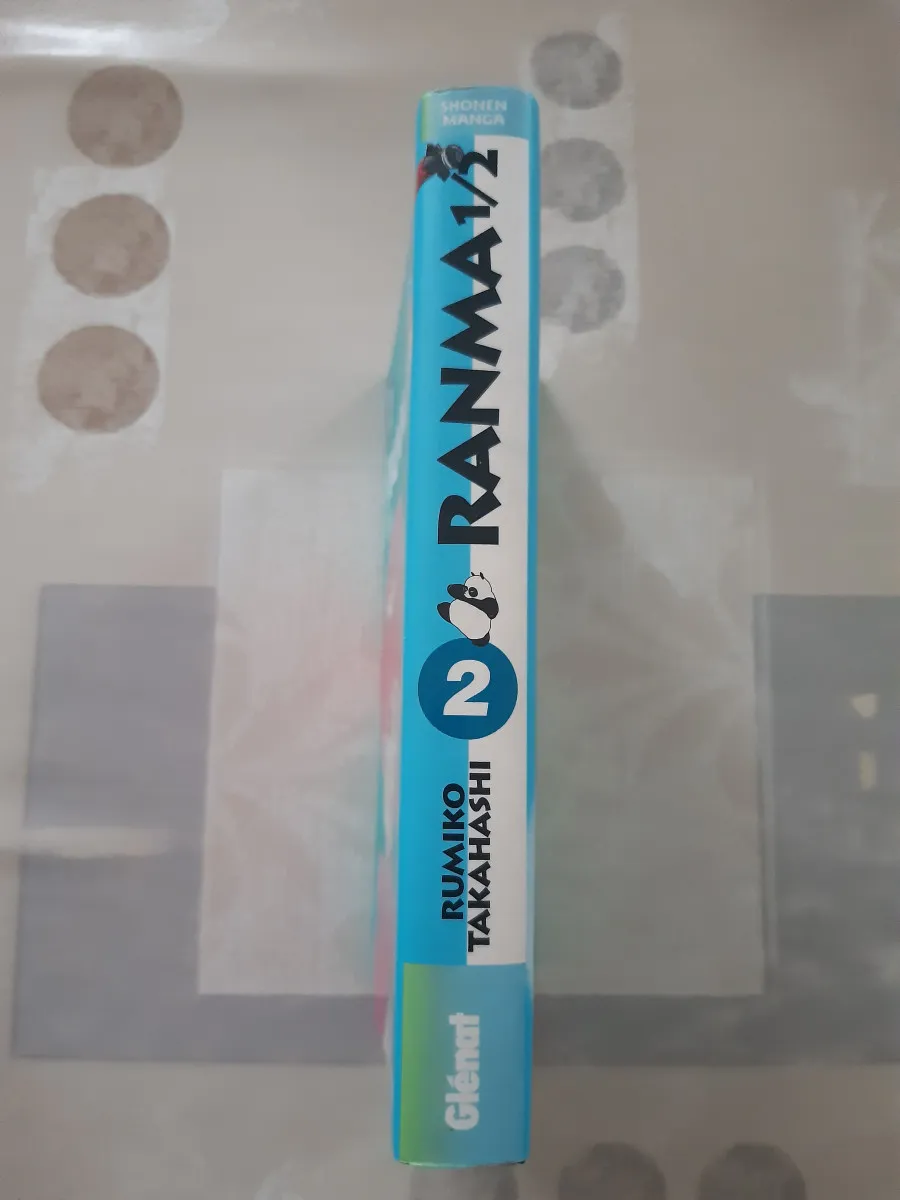 SHONEN
MANGA
RANMA 1/2
2
RUMIKO
TAKAHASHI
Glénat